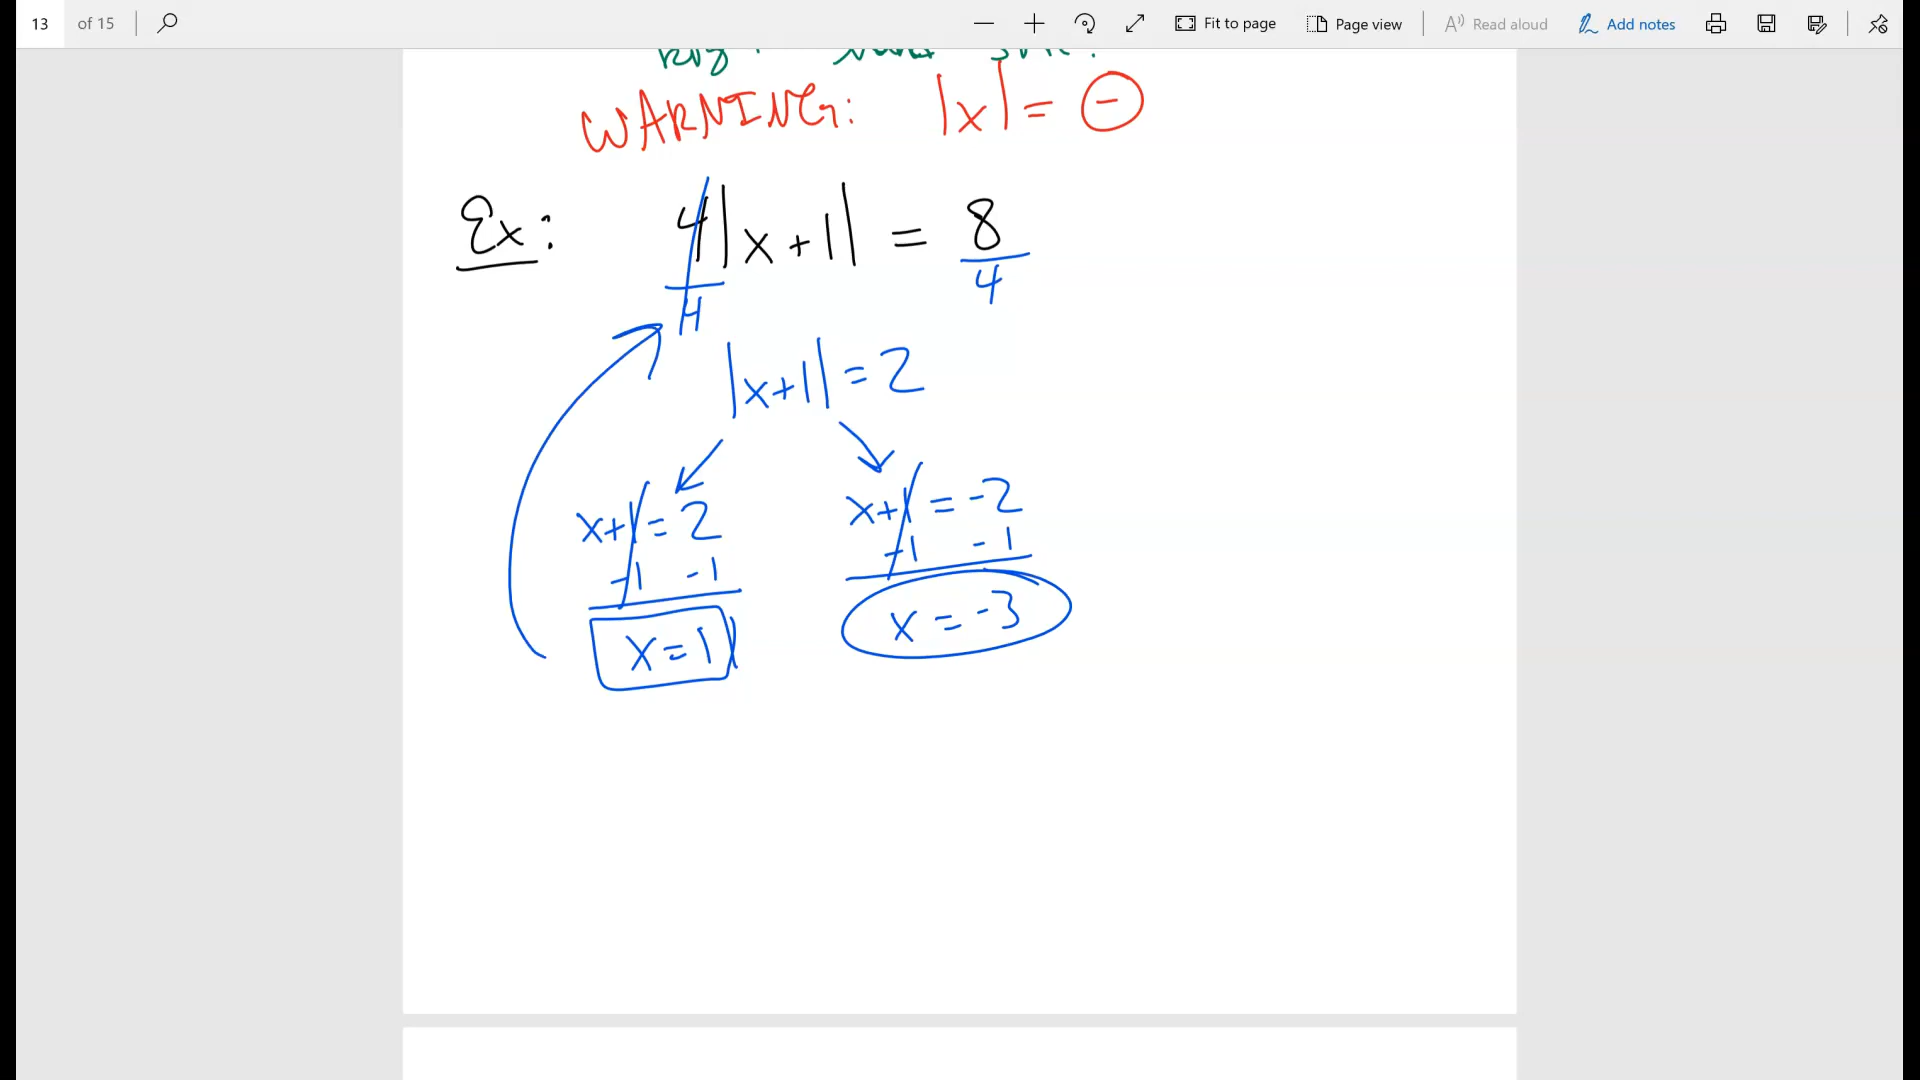 13 of 15 Fit to page Page view Read aloud Add notes
WARNING: |x| = -
Ex: 4|x+1| = 8
4 4
|x+1| = 2
x+1 = 2 x+1 = -2
-1 -1 -1 -1
x = 1 x = -3